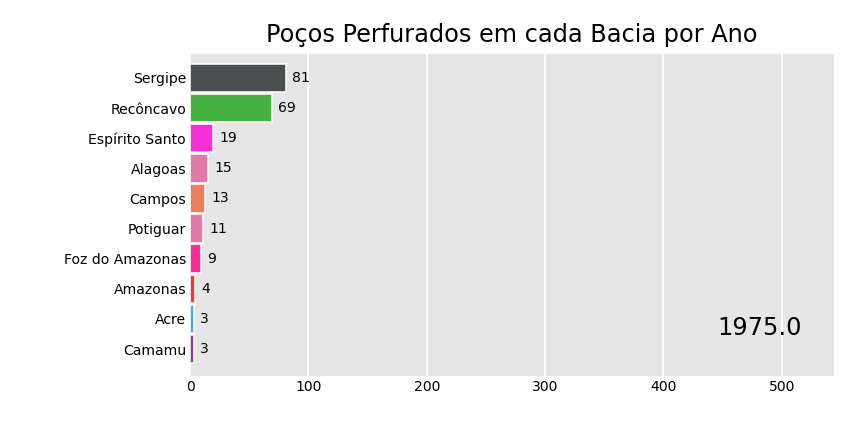 Poços Perfurados em cada Bacia por Ano
Sergipe 81
Recôncavo 69
Espírito Santo 19
Alagoas 15
Campos 13
Potiguar 11
Foz do Amazonas 9
Amazonas 4
Acre 3
1975.0
Camamu 3
0 100 200 300 400 500